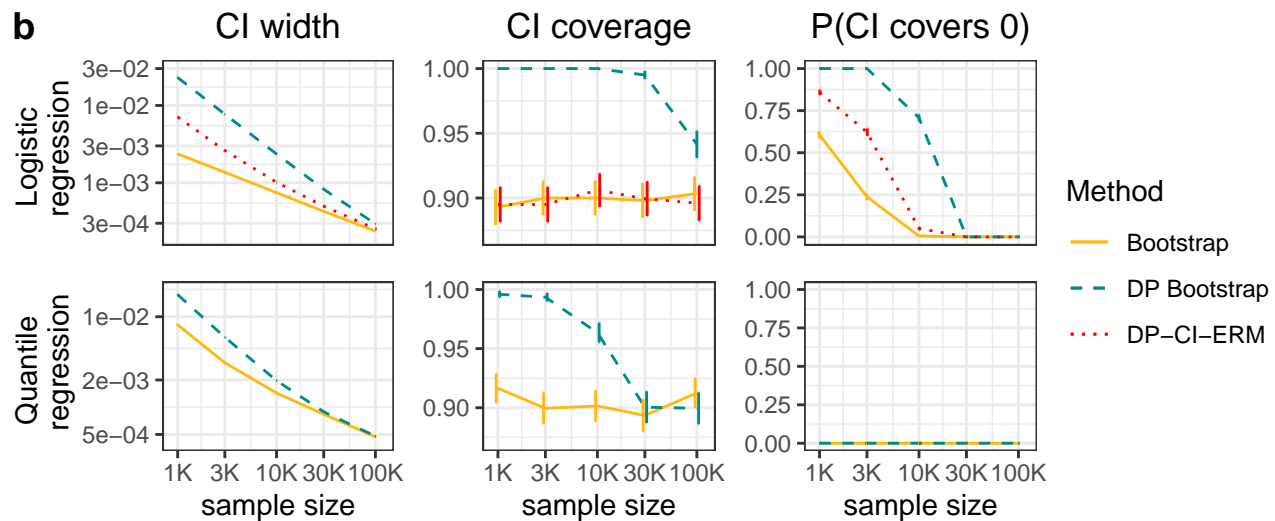 b
CI width
CI coverage
P(CI covers 0)
Logistic
regression
3e−02
1e−02
3e−03
1e−03
3e−04
1.00
0.95
0.90
1.00
0.75
0.50
0.25
0.00
Quantile
regression
1e−02
2e−03
5e−04
1.00
0.95
0.90
1.00
0.75
0.50
0.25
0.00
1K 3K 10K 30K 100K
1K 3K 10K 30K 100K
1K 3K 10K 30K 100K
sample size
sample size
sample size
Method
Bootstrap
DP Bootstrap
DP−CI−ERM